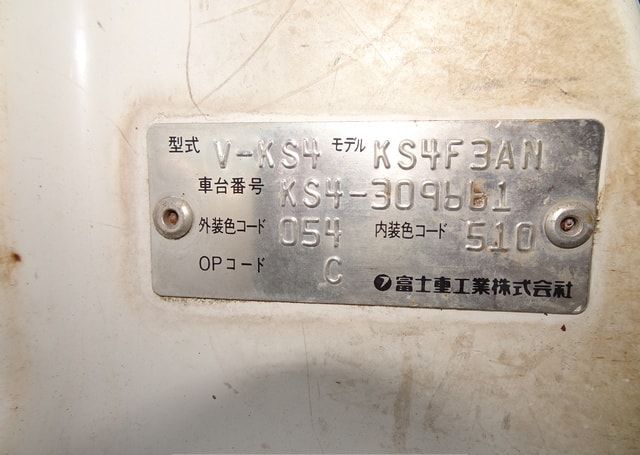 型式 V-KS4 モデル KS4F3AN
車台番号 KS4-309661
外装色コード 054 内装色コード 510
OPコード C 富士重工業株式会社